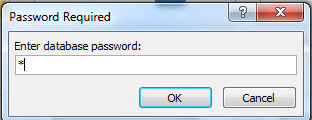 Password Required
?
Enter database password:
*
OK
Cancel